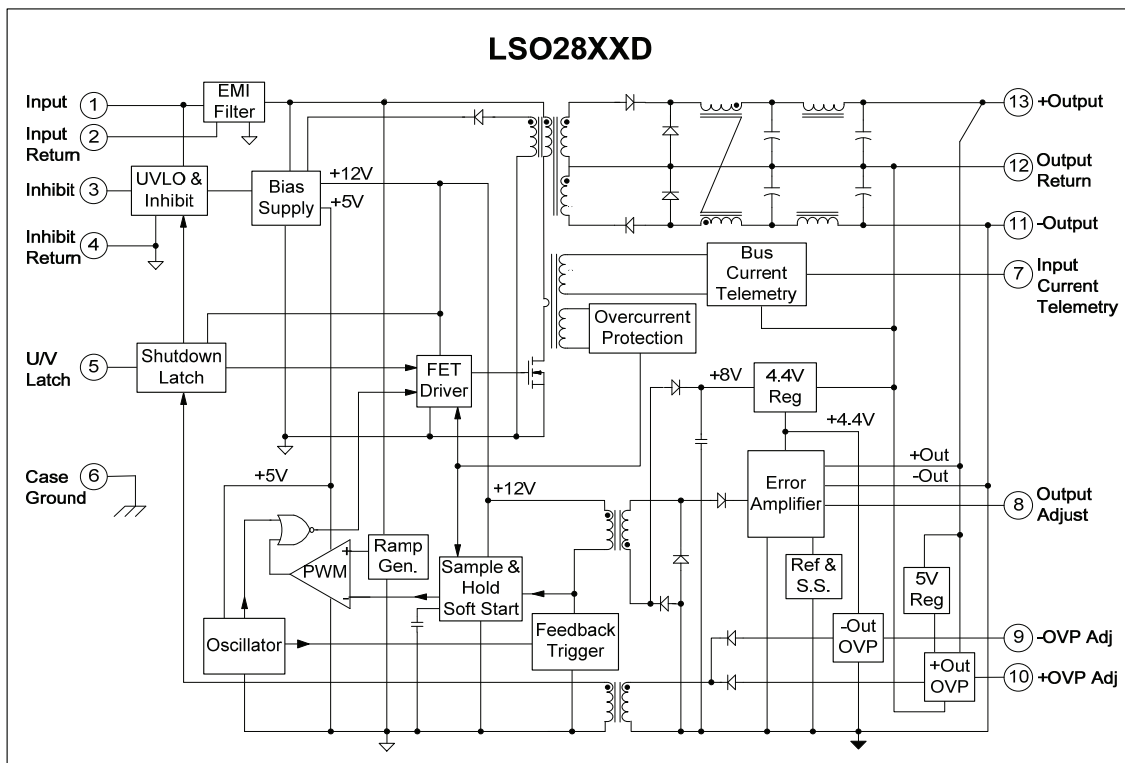 LSO28XXD
Input
1
EMI
Filter
13
+Output
Input
Return
2
Output
Return
12
+12V
Inhibit
3
UVLO &
Inhibit
Bias
Supply
+5V
11
-Output
Inhibit
Return
4
Bus
Current
Telemetry
7
Input
Current
Telemetry
Overcurrent
Protection
U/V
Latch
5
Shutdown
Latch
FET
Driver
+8V
4.4V
Reg
+4.4V
+Out
-Out
Case
Ground
6
+5V
+12V
Error
Amplifier
8
Output
Adjust
PWM
+
-
Ramp
Gen.
Sample &
Hold
Soft Start
Ref &
S.S.
5V
Reg
Oscillator
Feedback
Trigger
-Out
OVP
9
-OVP Adj
+Out
OVP
10
+OVP Adj